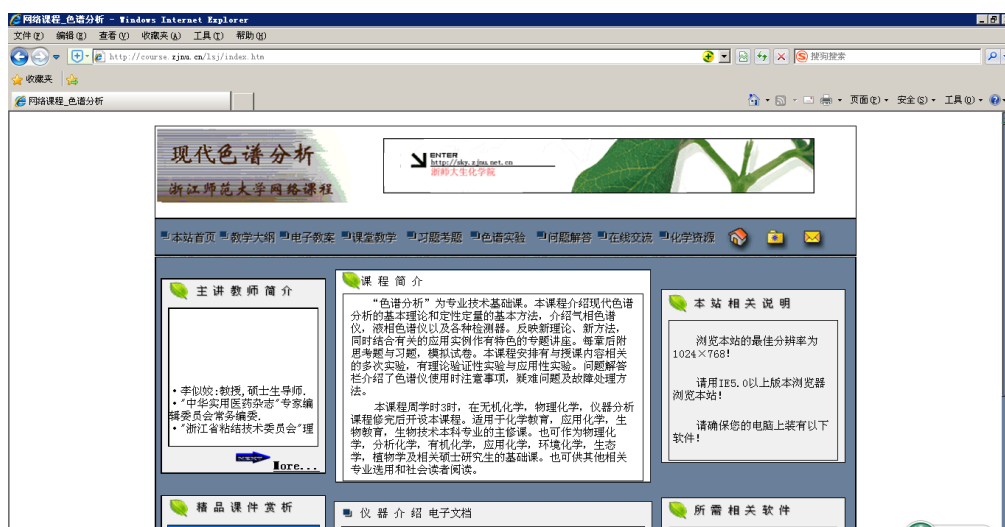 网络课程_色谱分析 - Windows Internet Explorer
文件(F) 编辑(E) 查看(V) 收藏夹(A) 工具(T) 帮助(H)
http://course.zjnu.cn/lsj/index.htm
搜狗搜索
收藏夹
网络课程_色谱分析
页面(P) 安全(S) 工具(O)
现代色谱分析
浙江师范大学网络课程
ENTER
http://sky.zjnu.net.cn
浙师大生化学院
本站首页 教学大纲 电子教案 课堂教学 习题考题 色谱实验 问题解答 在线交流 化学资源
主讲教师简介
·李似姣:教授,硕士生导师.
·"中华实用医药杂志"专家编
辑委员会常务编委.
·"浙江省粘结技术委员会"理
More...
课程简介
“色谱分析”为专业技术基础课。本课程介绍现代色谱
分析的基本理论和定性定量的基本方法，介绍气相色谱
仪，液相色谱仪以及各种检测器。反映新理论、新方法，
同时结合有关的应用实例作有特色的专题讲座。每章后附
思考题与习题，模拟试卷。本课程安排有与授课内容相关
的多次实验，有理论验证性实验与应用性实验。问题解答
栏介绍了色谱仪使用时注意事项，疑难问题及故障处理方
法。
本课程周学时3时，在无机化学，物理化学，仪器分析
课程修完后开设本课程。适用于化学教育，应用化学，生
物教育，生物技术本科专业的主修课。也可作为物理化
学，分析化学，有机化学，应用化学，环境化学，生态
学，植物学及相关硕士研究生的基础课。也可供其他相关
专业选用和社会读者阅读。
本站相关说明
浏览本站的最佳分辨率为
1024×768!
请用IE5.0以上版本浏览器
浏览本站!
请确保您的电脑上装有以下
软件!
精品课件赏析
仪器介绍 电子文档
所需相关软件